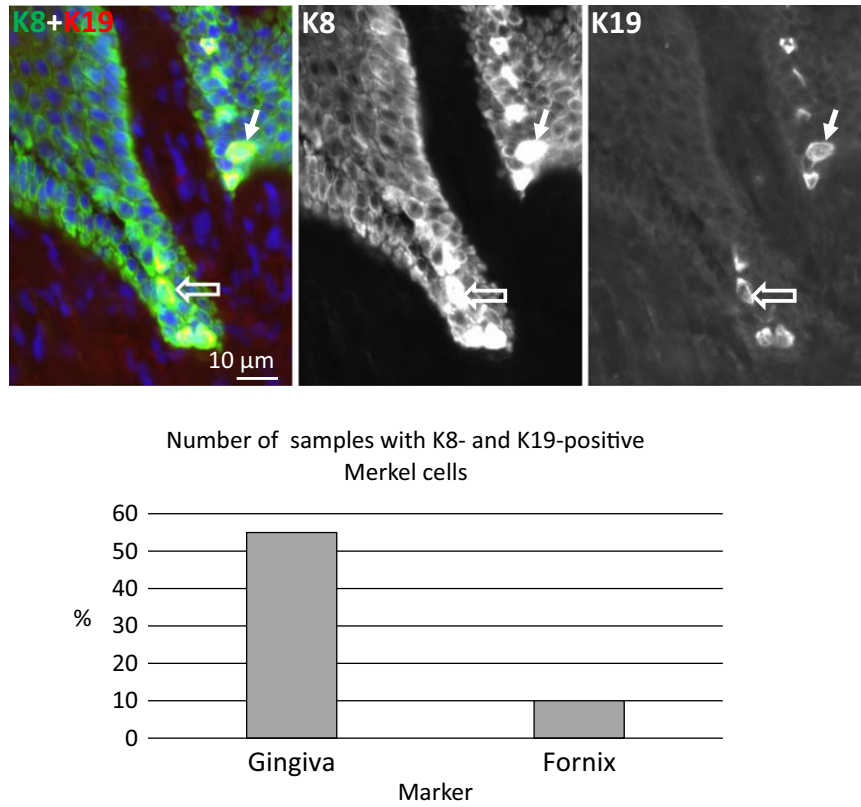 K8+K19
K8
K19
10 µm
Number of samples with K8- and K19-positive
Merkel cells
60
50
40
%
30
20
10
0
Gingiva
Fornix
Marker